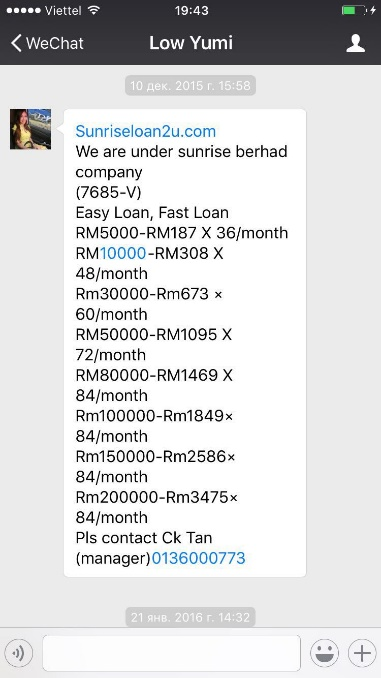 Viettel 19:43
WeChat Low Yumi
10 дек. 2015 г. 15:58
Sunriseloan2u.com
We are under sunrise berhad
company
(7685-V)
Easy Loan, Fast Loan
RM5000-RM187 X 36/month
RM10000-RM308 X
48/month
Rm30000-Rm673 ×
60/month
RM50000-RM1095 X
72/month
RM80000-RM1469 X
84/month
Rm100000-Rm1849×
84/month
Rm150000-Rm2586×
84/month
Rm200000-Rm3475×
84/month
Pls contact Ck Tan
(manager)0136000773
21 янв. 2016 г. 14:32